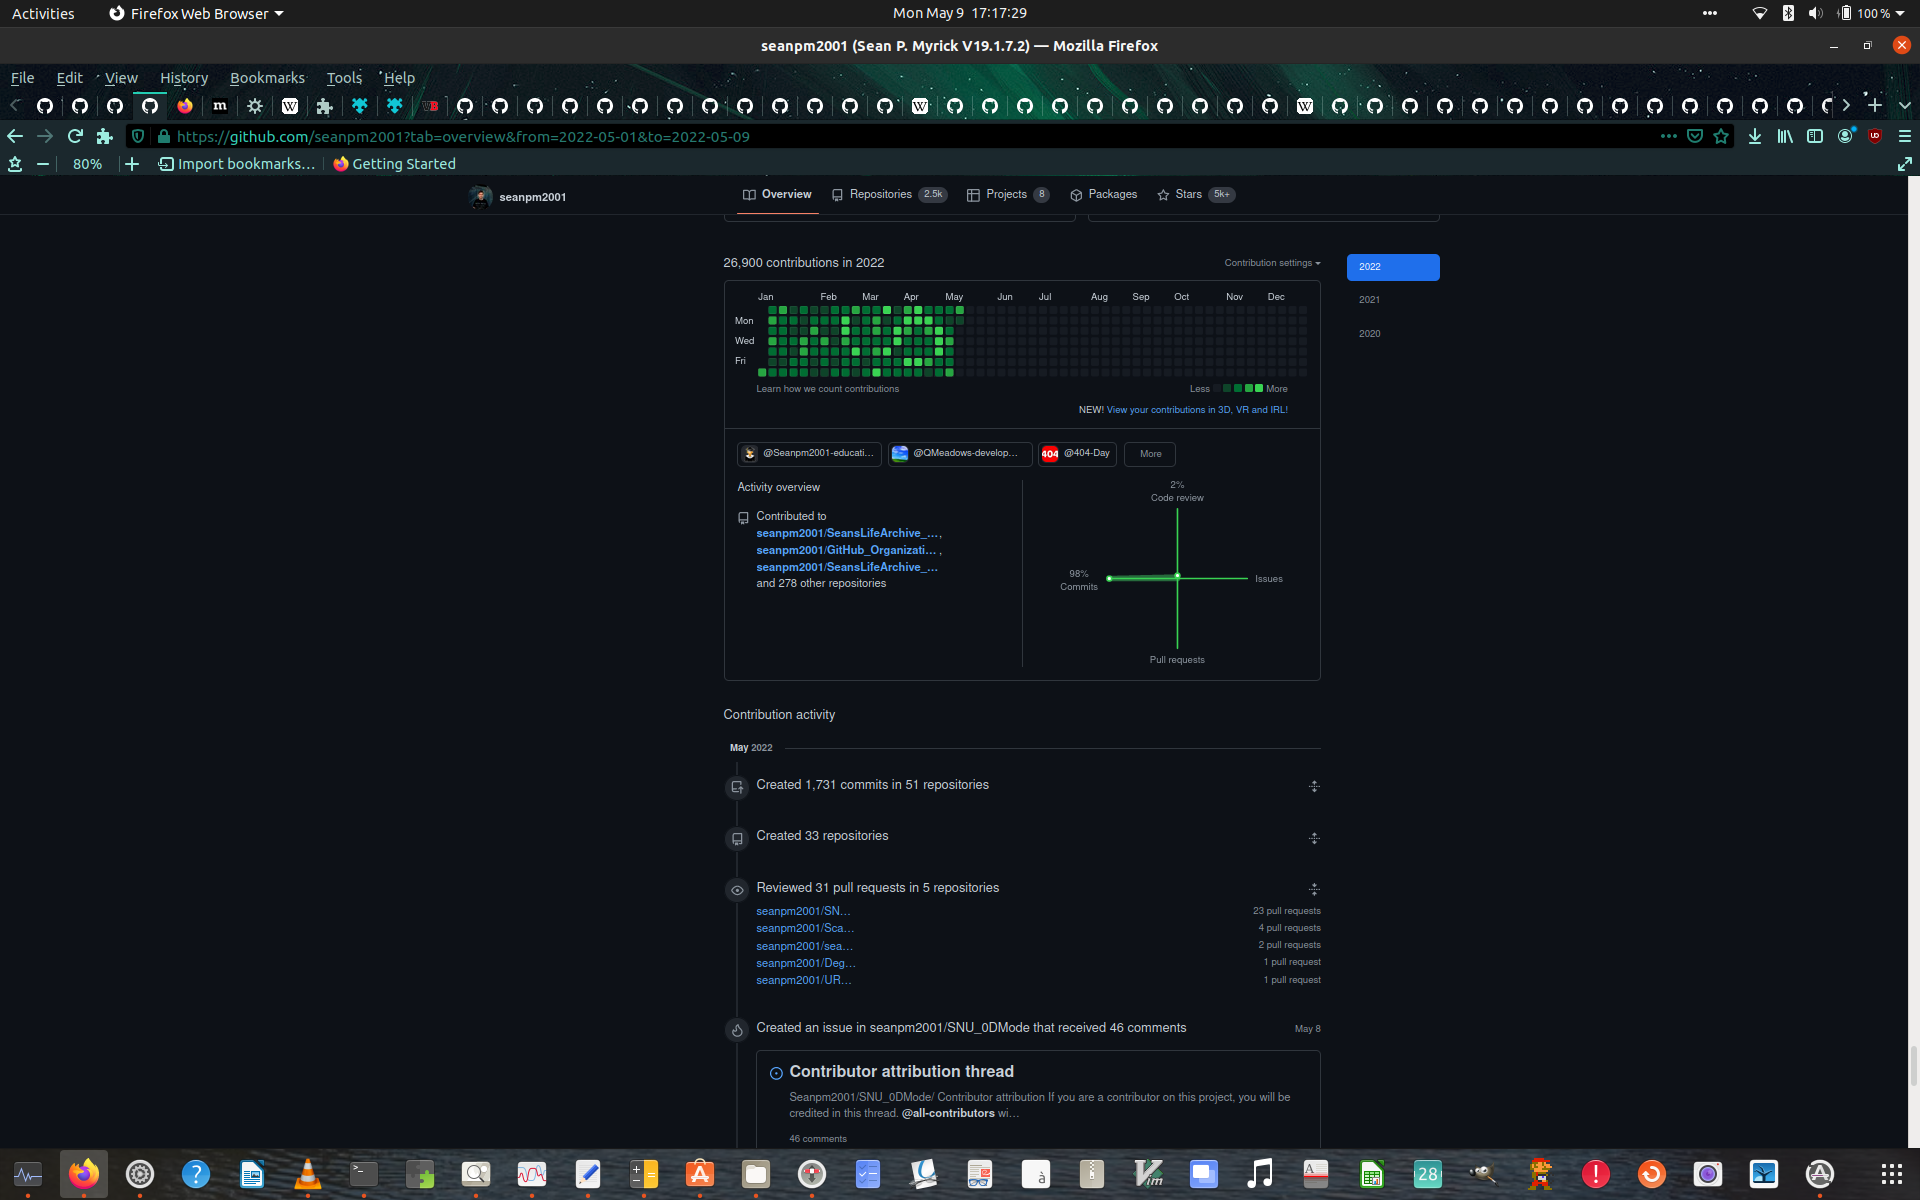 Activities
Firefox Web Browser
Mon May 9 17:17:29
100 %
seanpm2001 (Sean P. Myrick V19.1.7.2) — Mozilla Firefox
File Edit View History Bookmarks Tools Help
https://github.com/seanpm2001?tab=overview&from=2022-05-01&to=2022-05-09
80%
Import bookmarks...
Getting Started
seanpm2001
Overview
Repositories 2.5k
Projects 8
Packages
Stars 5k+
26,900 contributions in 2022
Contribution settings
2022
2021
2020
Jan Feb Mar Apr May Jun Jul Aug Sep Oct Nov Dec
Mon
Wed
Fri
Learn how we count contributions
Less More
NEW! View your contributions in 3D, VR and IRL!
@Seanpm2001-educati...
@QMeadows-develop...
404 @404-Day
More
Activity overview
Contributed to
seanpm2001/SeansLifeArchive_...,
seanpm2001/GitHub_Organizati... ,
seanpm2001/SeansLifeArchive_...
and 278 other repositories
2%
Code review
98%
Commits
Issues
Pull requests
Contribution activity
May 2022
Created 1,731 commits in 51 repositories
Created 33 repositories
Reviewed 31 pull requests in 5 repositories
seanpm2001/SN... 23 pull requests
seanpm2001/Sca... 4 pull requests
seanpm2001/sea... 2 pull requests
seanpm2001/Deg... 1 pull request
seanpm2001/UR... 1 pull request
Created an issue in seanpm2001/SNU_0DMode that received 46 comments
May 8
Contributor attribution thread
Seanpm2001/SNU_0DMode/ Contributor attribution If you are a contributor on this project, you will be
credited in this thread. @all-contributors wi...
46 comments
28